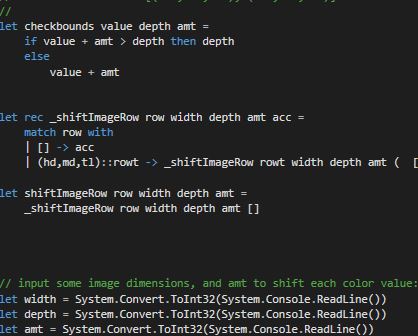 //
let checkbounds value depth amt =
    if value + amt > depth then depth
    else
        value + amt
let rec _shiftImageRow row width depth amt acc =
    match row with
    | [] -> acc
    | (hd,md,tl)::rowt -> _shiftImageRow rowt width depth amt (  [
let shiftImageRow row width depth amt =
    _shiftImageRow row width depth amt []
// input some image dimensions, and amt to shift each color value:
let width = System.Convert.ToInt32(System.Console.ReadLine())
let depth = System.Convert.ToInt32(System.Console.ReadLine())
let amt = System.Convert.ToInt32(System.Console.ReadLine())